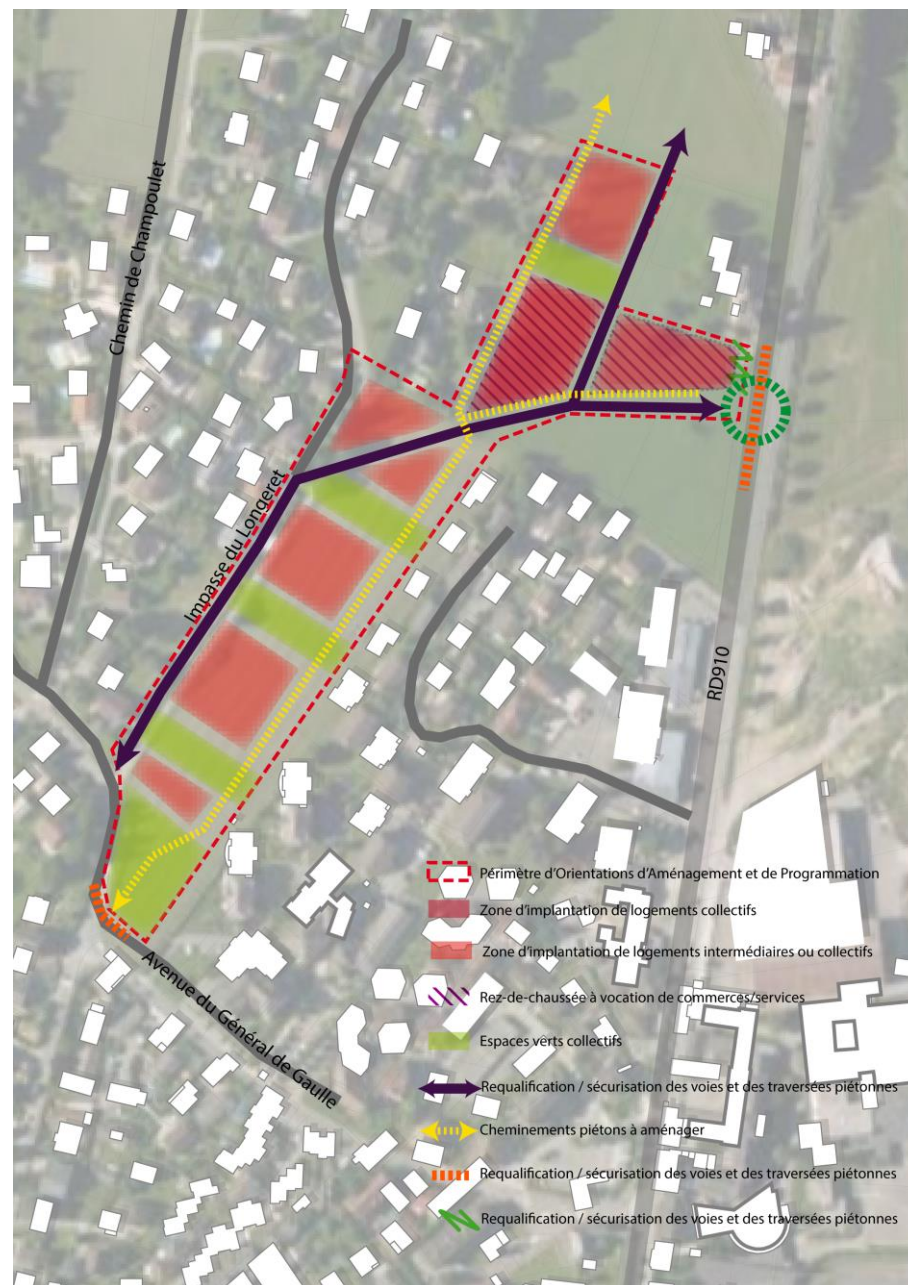 Chemin de Champoulet
Impasse du Longeret
RD910
Avenue du Général de Gaulle
Périmètre d'Orientations d'Aménagement et de Programmation
Zone d'implantation de logements collectifs
Zone d'implantation de logements intermédiaires ou collectifs
Rez-de-chaussée à vocation de commerces/services
Espaces verts collectifs
Requalification / sécurisation des voies et des traversées piétonnes
Cheminements piétons à aménager
Requalification / sécurisation des voies et des traversées piétonnes
Requalification / sécurisation des voies et des traversées piétonnes